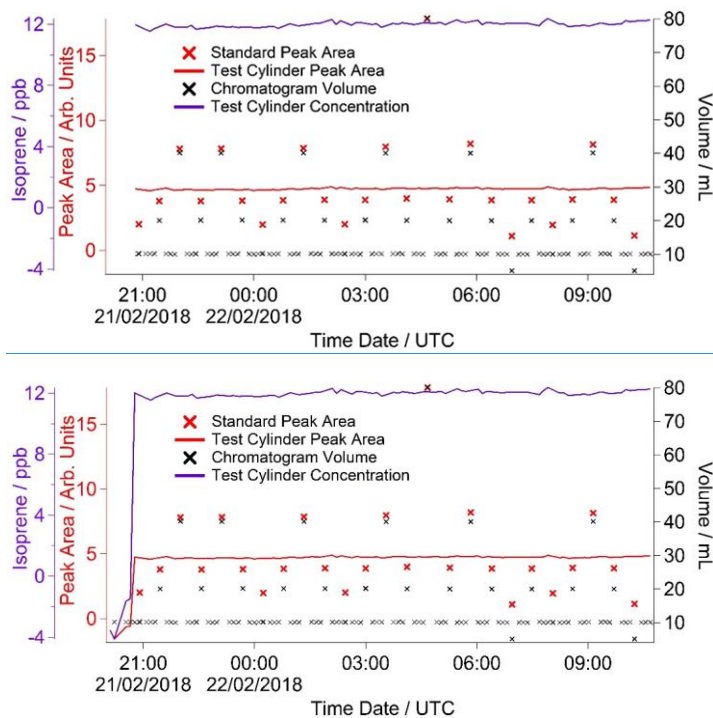 12
8
4
0
-4
Isoprene / ppb
15
10
5
0
Peak Area / Arb. Units
Standard Peak Area
Test Cylinder Peak Area
Chromatogram Volume
Test Cylinder Concentration
80
70
60
50
40
30
20
10
Volume / mL
21:00 00:00 03:00 06:00 09:00
21/02/2018 22/02/2018
Time Date / UTC
12
8
4
0
-4
Isoprene / ppb
15
10
5
0
Peak Area / Arb. Units
Standard Peak Area
Test Cylinder Peak Area
Chromatogram Volume
Test Cylinder Concentration
80
70
60
50
40
30
20
10
Volume / mL
21:00 00:00 03:00 06:00 09:00
21/02/2018 22/02/2018
Time Date / UTC